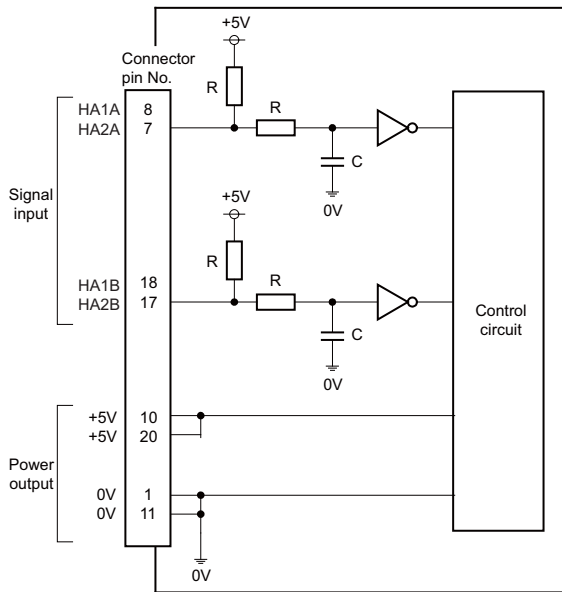 +5V
Connector
pin No.
R
HA1A 8
HA2A 7
R
C
0V
Signal
input
+5V
R
HA1B 18
HA2B 17
R
C
0V
Control
circuit
+5V 10
+5V 20
Power
output
0V 1
0V 11
0V